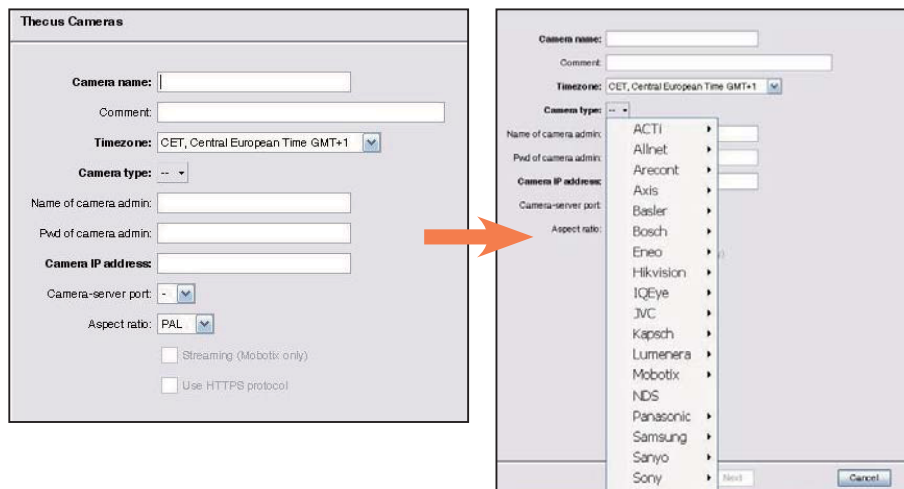 Thecus Cameras
Camera name:
Comment:
Timezone: CET, Central European Time GMT+1
Camera type: --
Name of camera admin:
Pwd of camera admin:
Camera IP address:
Camera-server port: -
Aspect ratio: PAL
Streaming (Mobotix only)
Use HTTPS protocol
Camera name:
Comment:
Timezone: CET, Central European Time GMT+1
Camera type: --
Name of camera admin:
Pwd of camera admin:
Camera IP address:
Camera-server port:
Aspect ratio:
ACTi
Allnet
Arecont
Axis
Basler
Bosch
Eneo
Hikvision
IQEye
JVC
Kapsch
Lumenera
Mobotix
NDS
Panasonic
Samsung
Sanyo
Sony
Next
Cancel